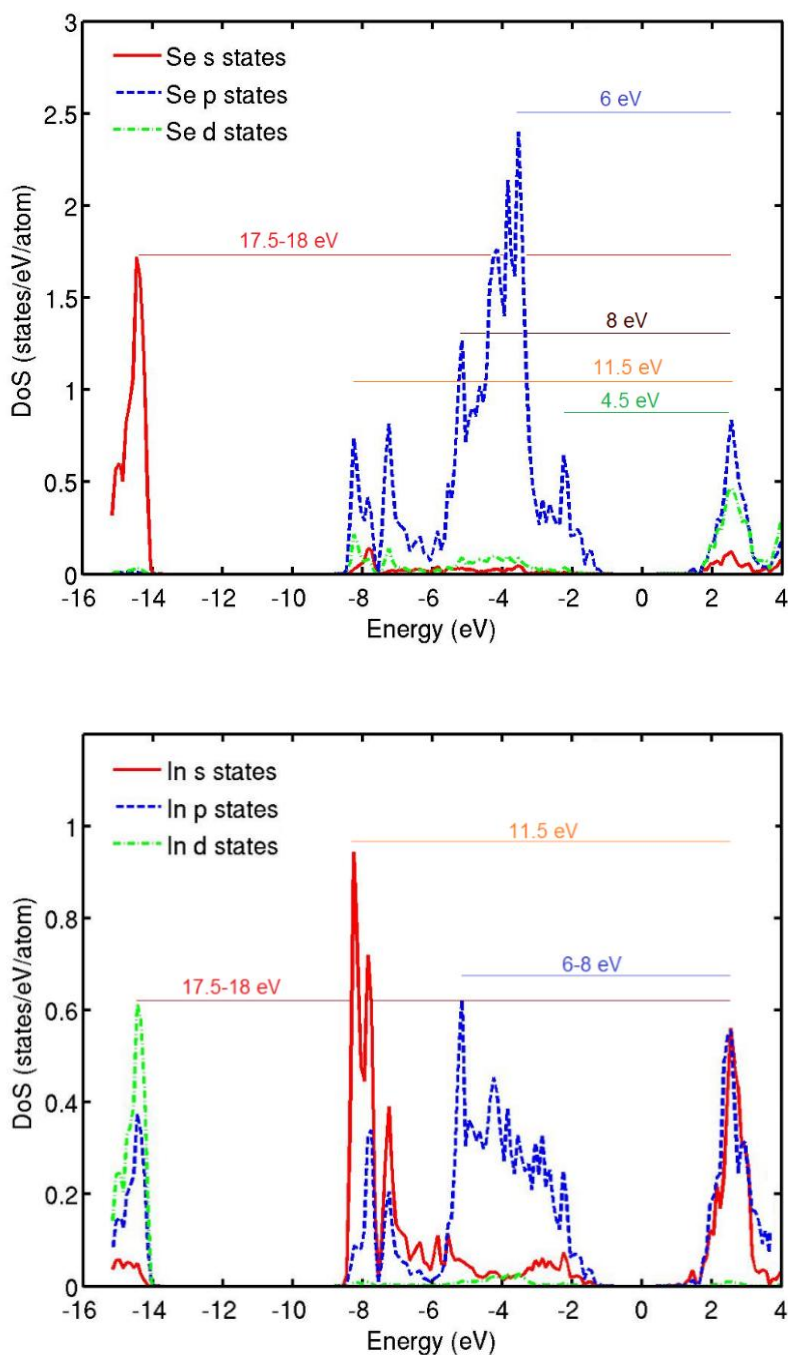 3
Se s states
Se p states
Se d states
2.5
6 eV
2
17.5-18 eV
1.5
8 eV
11.5 eV
1
4.5 eV
0.5
0
DoS (states/eV/atom)
-16 -14 -12 -10 -8 -6 -4 -2 0 2 4
Energy (eV)
In s states
In p states
In d states
1
11.5 eV
0.8
6-8 eV
17.5-18 eV
0.6
0.4
0.2
0
DoS (states/eV/atom)
-16 -14 -12 -10 -8 -6 -4 -2 0 2 4
Energy (eV)